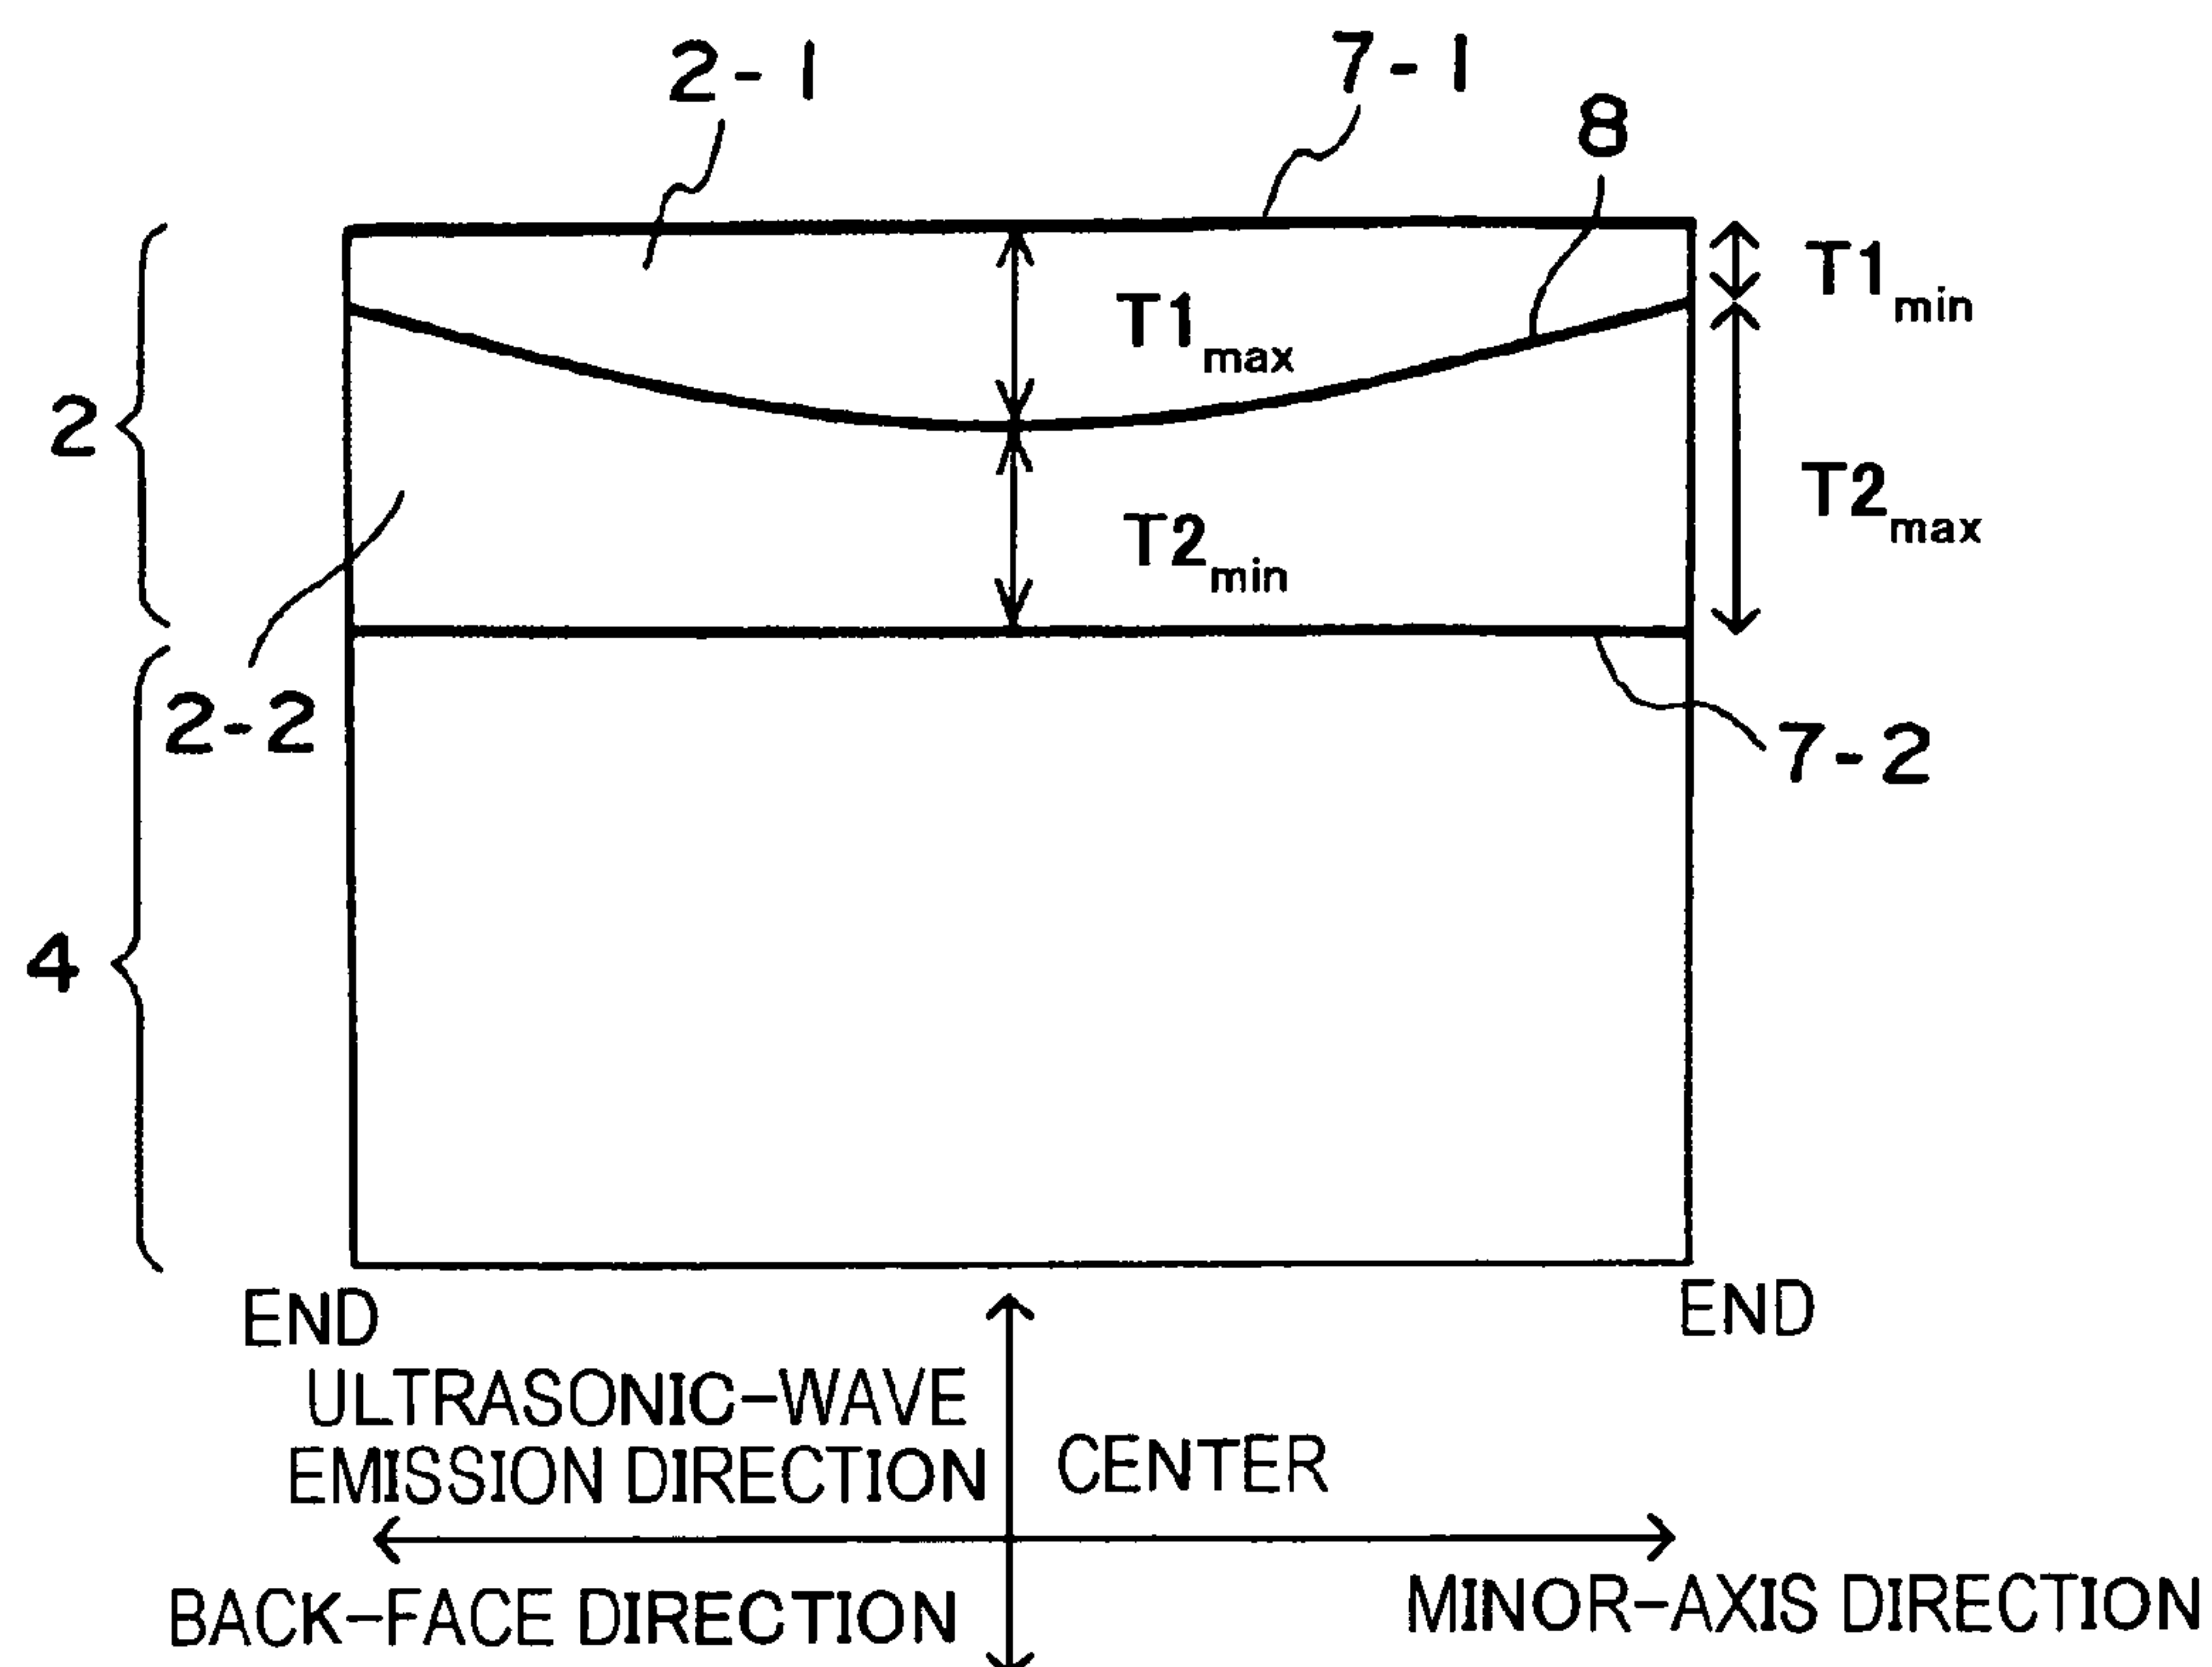 2-1
7-1
8
T1min
T1max
2
T2max
T2min
2-2
7-2
4
END
END
ULTRASONIC-WAVE
EMISSION DIRECTION
CENTER
BACK-FACE DIRECTION
MINOR-AXIS DIRECTION